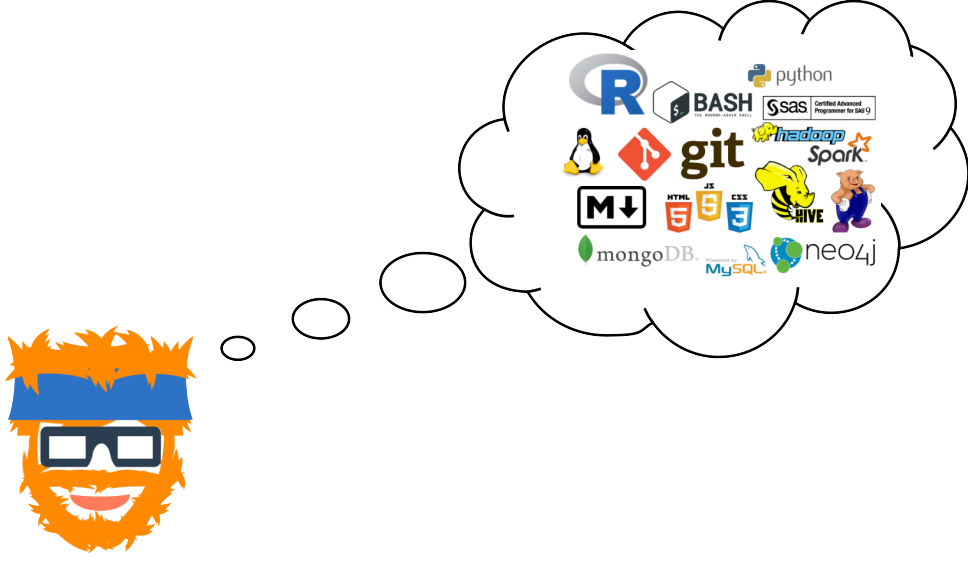 R
python
$_
BASH
THE BOURNE-AGAIN SHELL
sas
Certified Advanced
Programmer for SAS 9
hadoop
Spark
git
M
HTML
5
JS
5
CSS
3
HIVE
mongoDB.
Powered by
MySQL
neo4j